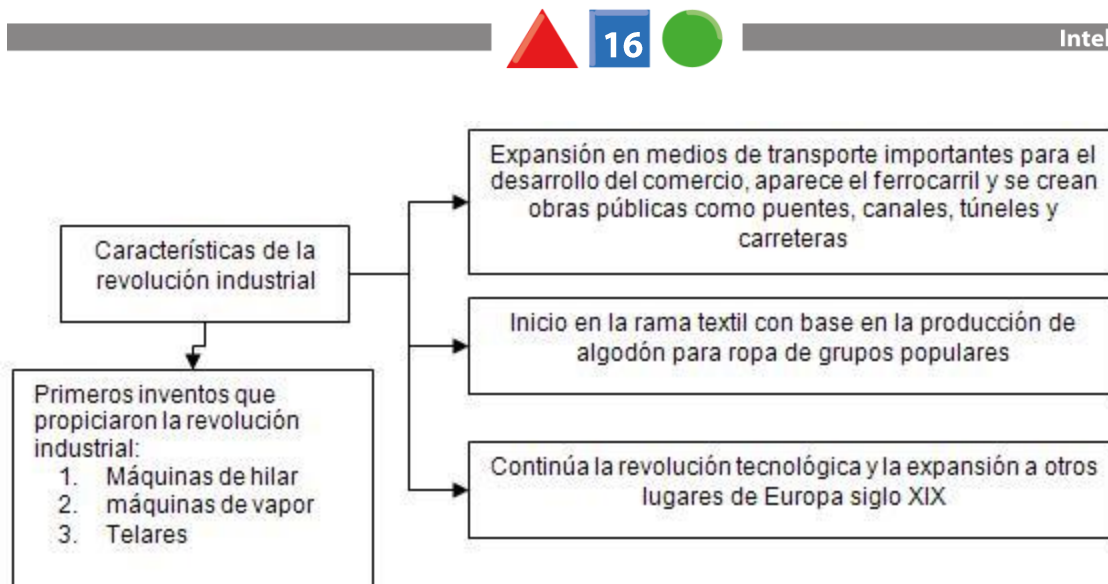 16
Intel
Expansión en medios de transporte importantes para el
desarrollo del comercio, aparece el ferrocarril y se crean
obras públicas como puentes, canales, túneles y
carreteras
Características de la
revolución industrial
Inicio en la rama textil con base en la producción de
algodón para ropa de grupos populares
Primeros inventos que
propiciaron la revolución
industrial:
1. Máquinas de hilar
2. máquinas de vapor
3. Telares
Continúa la revolución tecnológica y la expansión a otros
lugares de Europa siglo XIX